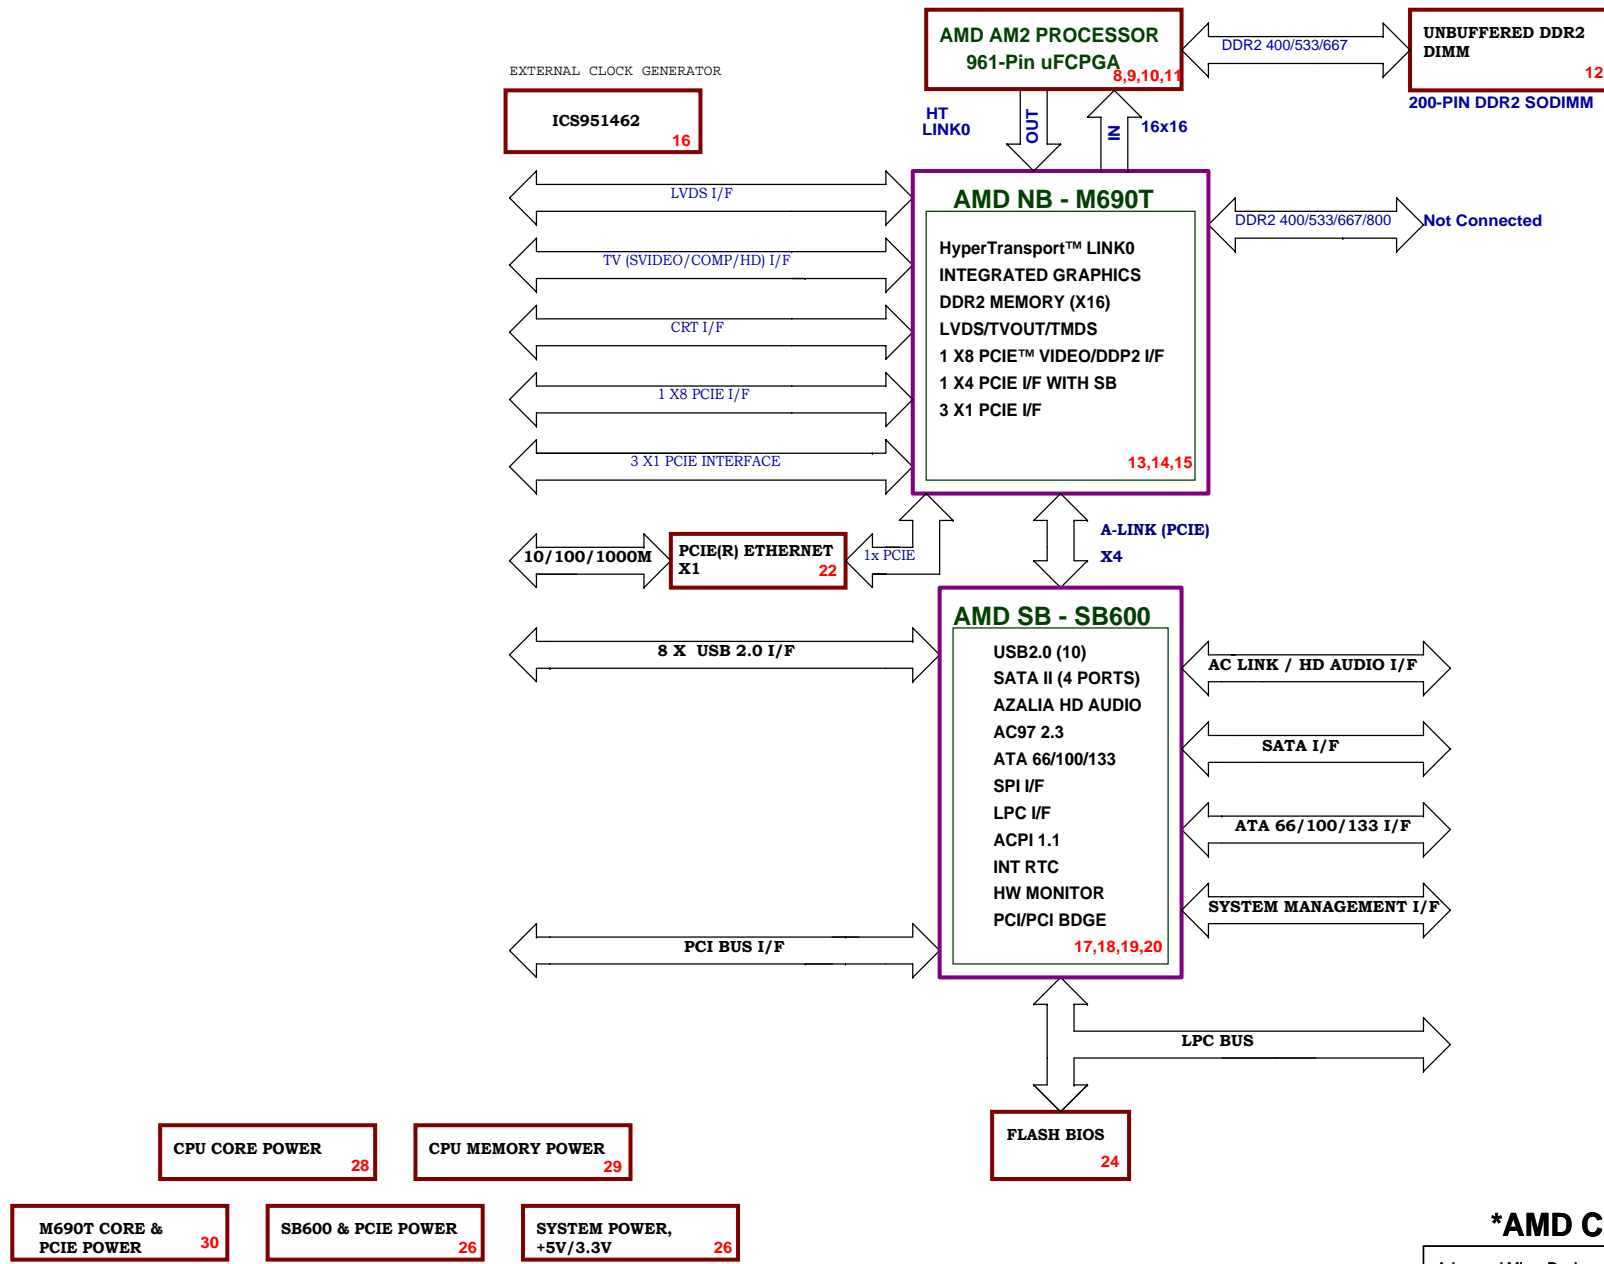 AMD AM2 PROCESSOR
961-Pin uFCPGA
8,9,10,11
DDR2 400/533/667
UNBUFFERED DDR2
DIMM
12
200-PIN DDR2 SODIMM
EXTERNAL CLOCK GENERATOR
ICS951462
16
HT
LINK0
OUT
IN
16x16
LVDS I/F
TV (SVIDEO/COMP/HD) I/F
CRT I/F
1 X8 PCIE I/F
3 X1 PCIE INTERFACE
AMD NB - M690T
HyperTransport™ LINK0
INTEGRATED GRAPHICS
DDR2 MEMORY (X16)
LVDS/TVOUT/TMDS
1 X8 PCIE™ VIDEO/DDP2 I/F
1 X4 PCIE I/F WITH SB
3 X1 PCIE I/F
13,14,15
DDR2 400/533/667/800
Not Connected
10/100/1000M
PCIE(R) ETHERNET
X1
22
1x PCIE
A-LINK (PCIE)
X4
8 X USB 2.0 I/F
PCI BUS I/F
AMD SB - SB600
USB2.0 (10)
SATA II (4 PORTS)
AZALIA HD AUDIO
AC97 2.3
ATA 66/100/133
SPI I/F
LPC I/F
ACPI 1.1
INT RTC
HW MONITOR
PCI/PCI BDGE
17,18,19,20
AC LINK / HD AUDIO I/F
SATA I/F
ATA 66/100/133 I/F
SYSTEM MANAGEMENT I/F
LPC BUS
FLASH BIOS
24
CPU CORE POWER
28
CPU MEMORY POWER
29
M690T CORE &
PCIE POWER
30
SB600 & PCIE POWER
26
SYSTEM POWER,
+5V/3.3V
26
*AMD C